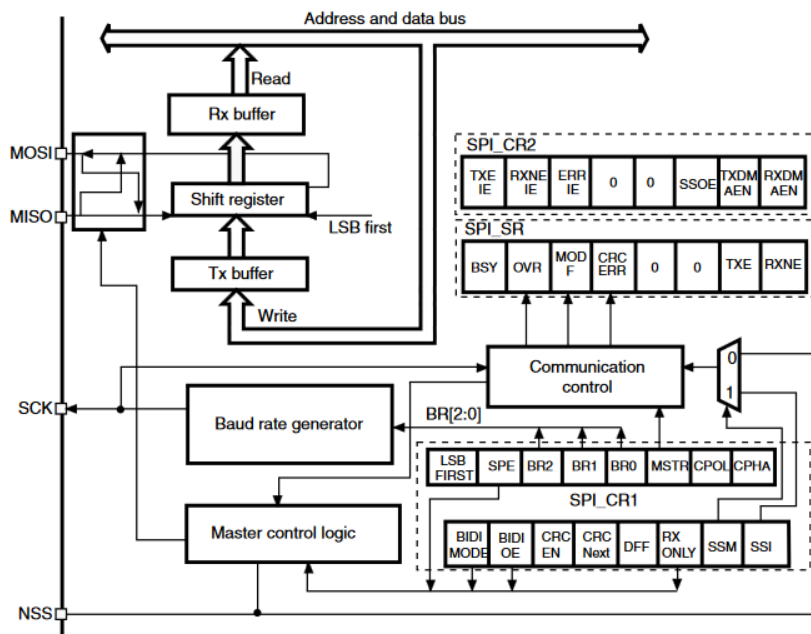 Address and data bus
Read
Rx buffer
MOSI
Shift register
MISO
LSB first
Tx buffer
Write
SPI_CR2
TXE IE
RXNE IE
ERR IE
0
0
SSOE
TXDM AEN
RXDM AEN
SPI_SR
BSY
OVR
MOD F
CRC ERR
0
0
TXE
RXNE
Communication control
0
1
SCK
Baud rate generator
BR[2:0]
LSB FIRST
SPE
BR2
BR1
BR0
MSTR
CPOL
CPHA
SPI_CR1
Master control logic
BIDI MODE
BIDI OE
CRC EN
CRC Next
DFF
RX ONLY
SSM
SSI
NSS